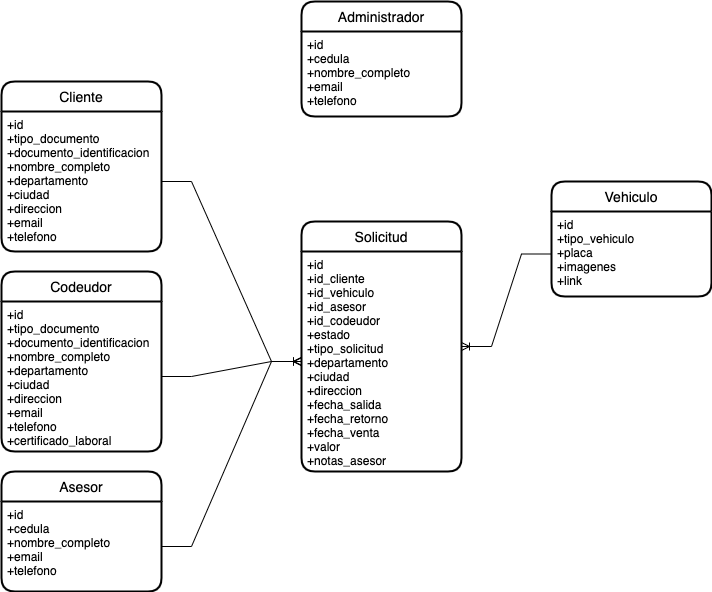 Administrador
+id
+cedula
+nombre_completo
+email
+telefono
Cliente
+id
+tipo_documento
+documento_identificacion
+nombre_completo
+departamento
+ciudad
+direccion
+email
+telefono
Codeudor
+id
+tipo_documento
+documento_identificacion
+nombre_completo
+departamento
+ciudad
+direccion
+email
+telefono
+certificado_laboral
Asesor
+id
+cedula
+nombre_completo
+email
+telefono
Solicitud
+id
+id_cliente
+id_vehiculo
+id_asesor
+id_codeudor
+estado
+tipo_solicitud
+departamento
+ciudad
+direccion
+fecha_salida
+fecha_retorno
+fecha_venta
+valor
+notas_asesor
Vehiculo
+id
+tipo_vehiculo
+placa
+imagenes
+link